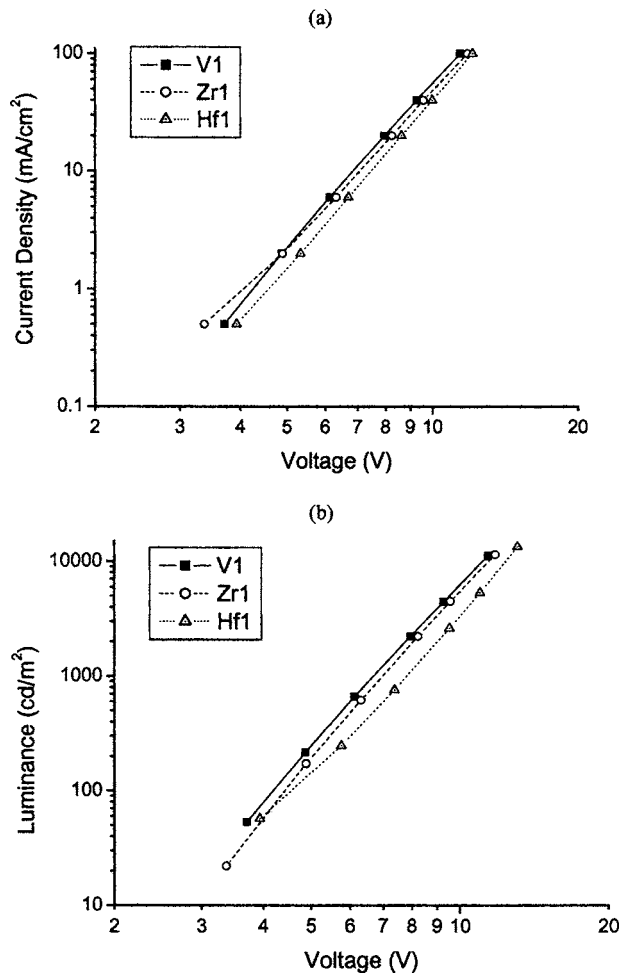 (a)
100
10
1
0.1
Current Density (mA/cm²)
V1
Zr1
Hf1
2 3 4 5 6 7 8 9 10 20
Voltage (V)
(b)
10000
1000
100
10
Luminance (cd/m²)
V1
Zr1
Hf1
2 3 4 5 6 7 8 9 10 20
Voltage (V)